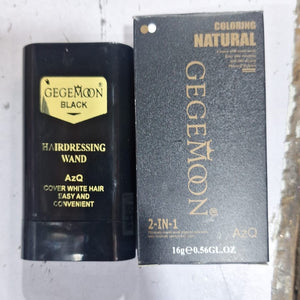 GEGEMOON
BLACK
HAIRDRESSING
WAND
AzQ
COVER WHITE HAIR
EASY AND
CONVENIENT
COLORING
NATURAL
GEGEMOON
2-IN-1
AzQ
16g℮0.56GL.OZ